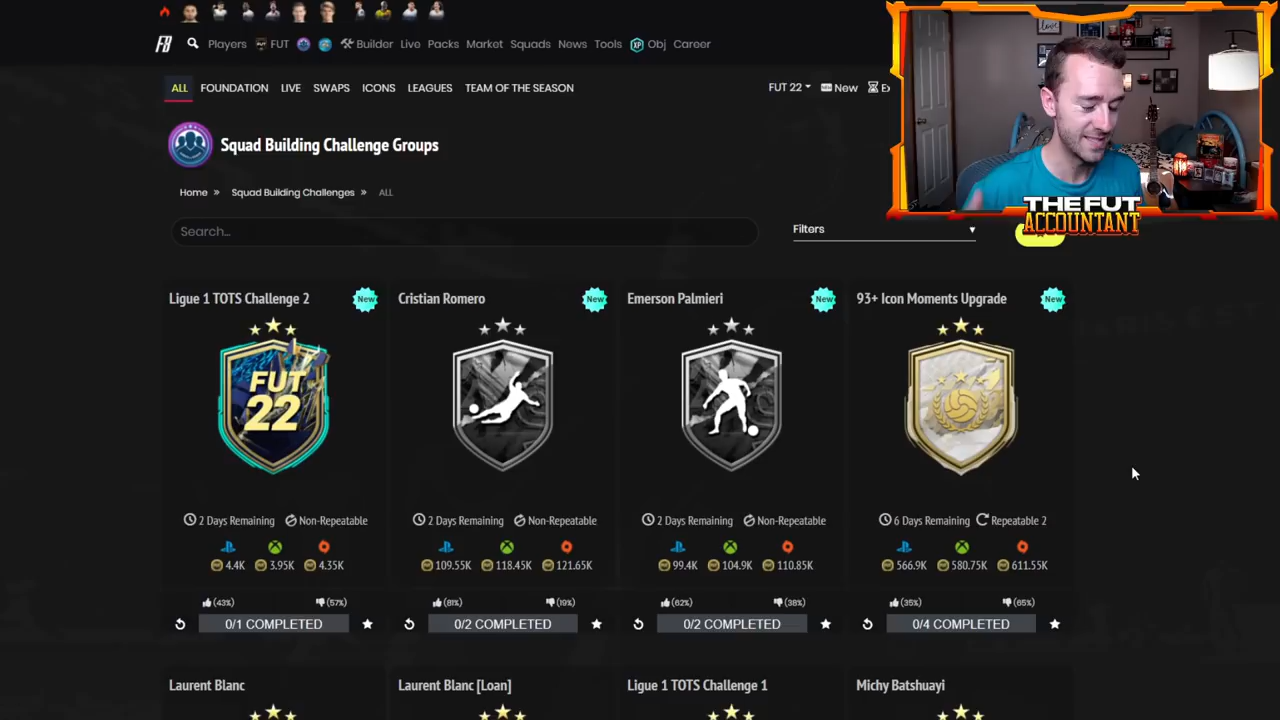 FB Players FUT Builder Live Packs Market Squads News Tools XP Obj Career
ALL FOUNDATION LIVE SWAPS ICONS LEAGUES TEAM OF THE SEASON FUT 22 New Ex
Squad Building Challenge Groups
Home » Squad Building Challenges » ALL
Search...
Filters
THE FUT
ACCOUNTANT
Ligue 1 TOTS Challenge 2 New
Cristian Romero New
Emerson Palmieri New
93+ Icon Moments Upgrade New
FUT
22
2 Days Remaining Non-Repeatable
2 Days Remaining Non-Repeatable
2 Days Remaining Non-Repeatable
6 Days Remaining Repeatable 2
4.4K 3.95K 4.35K
109.55K 118.45K 121.65K
99.4K 104.9K 110.85K
566.9K 580.75K 611.55K
(43%) (57%)
(81%) (19%)
(62%) (38%)
(35%) (65%)
0/1 COMPLETED
0/2 COMPLETED
0/2 COMPLETED
0/4 COMPLETED
Laurent Blanc
Laurent Blanc [Loan]
Ligue 1 TOTS Challenge 1
Michy Batshuayi